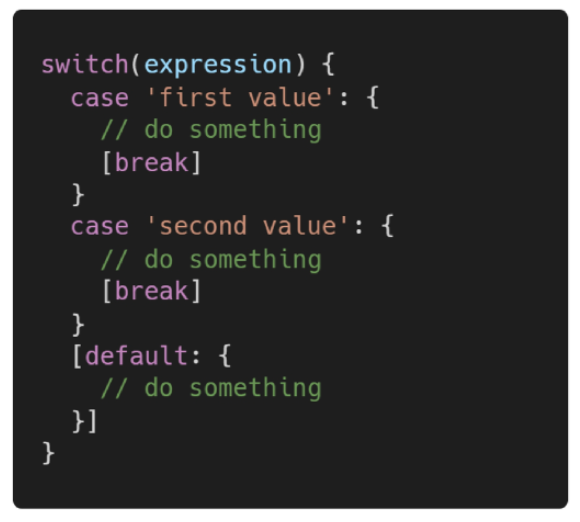 switch(expression) {
  case 'first value': {
    // do something
    [break]
  }
  case 'second value': {
    // do something
    [break]
  }
  [default: {
    // do something
  }]
}